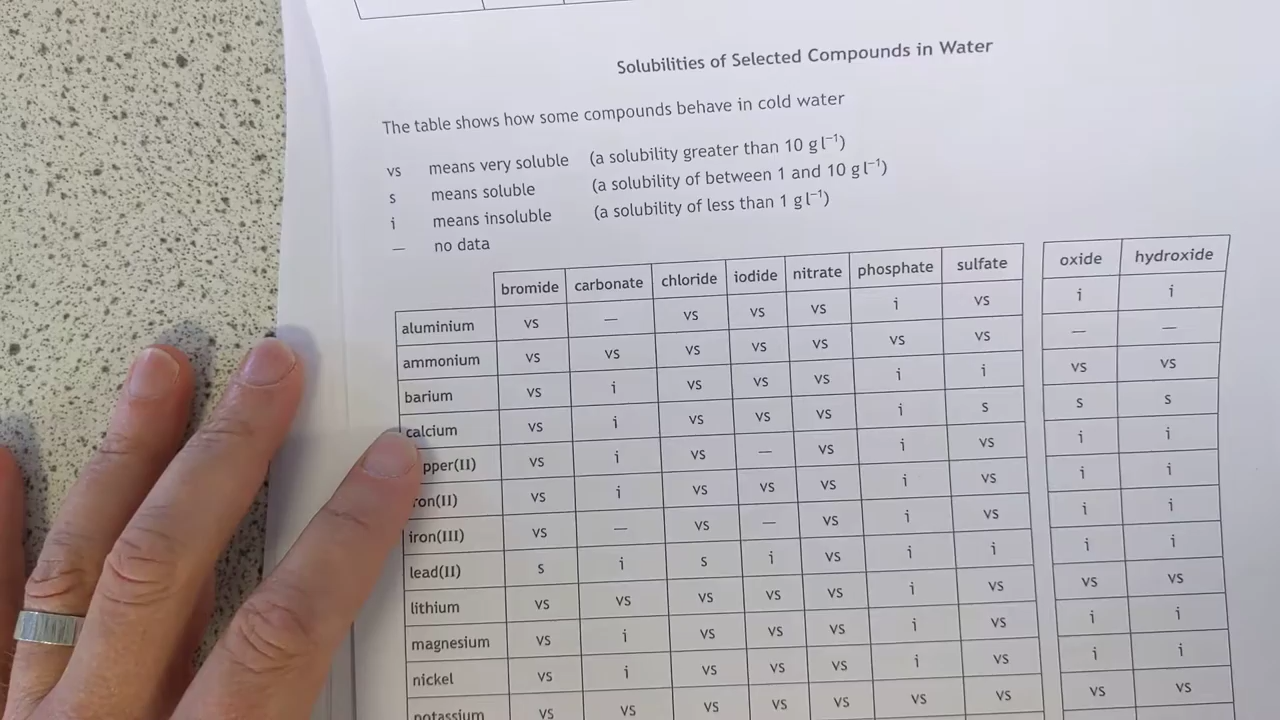 Solubilities of Selected Compounds in Water
The table shows how some compounds behave in cold water
vs means very soluble (a solubility greater than 10 g l⁻¹)
s means soluble (a solubility of between 1 and 10 g l⁻¹)
i means insoluble (a solubility of less than 1 g l⁻¹)
— no data
bromide carbonate chloride iodide nitrate phosphate sulfate oxide hydroxide
aluminium vs — vs vs vs i vs i i
ammonium vs vs vs vs vs vs vs — —
barium vs i vs vs vs i i vs vs
calcium vs i vs vs vs i s s s
pper(II) vs i vs — vs i vs i i
ron(II) vs i vs vs vs i vs i i
iron(III) vs — vs — vs i vs i i
lead(II) s i s i vs i i i i
lithium vs vs vs vs vs i vs vs vs
magnesium vs i vs vs vs i vs i i
nickel vs i vs vs vs i vs i i
potassium vs vs vs vs vs vs vs vs vs